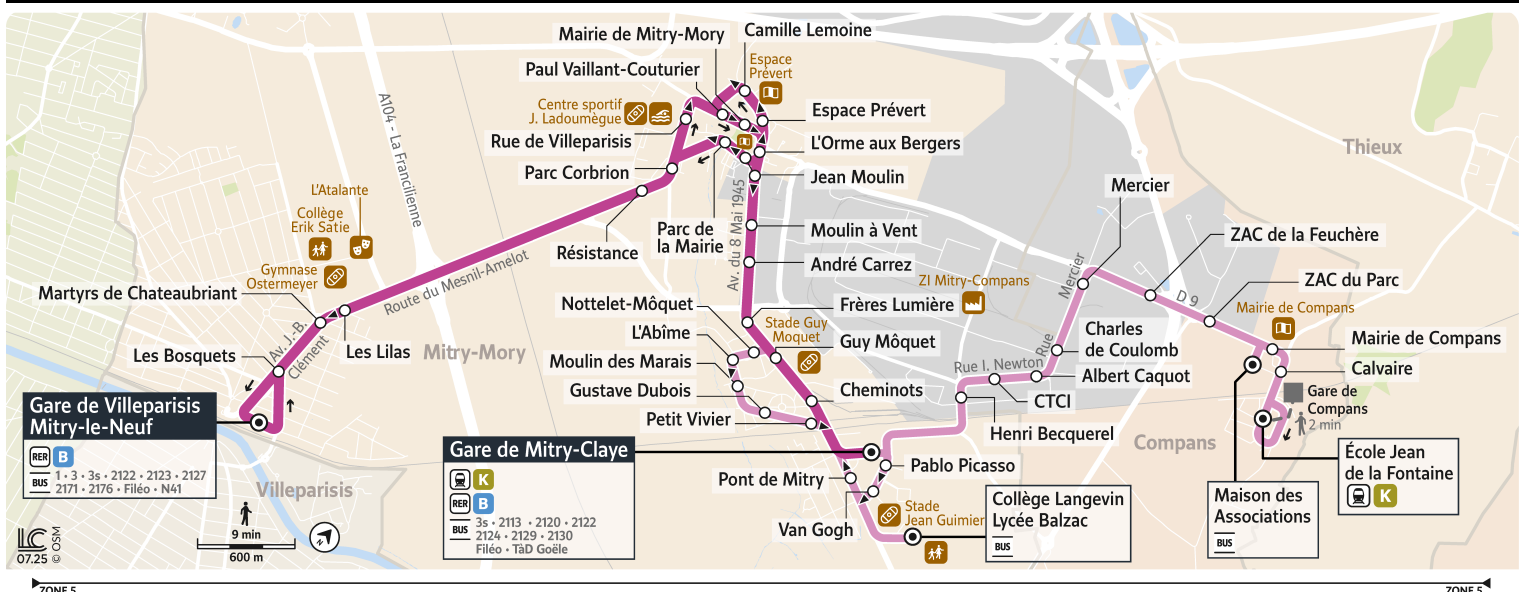 Camille Lemoine
Mairie de Mitry-Mory
Paul Vaillant-Couturier
Espace
Prévert
Centre sportif
J. Ladoumègue
Rue de Villeparisis
Parc Corbrion
Espace Prévert
L'Orme aux Bergers
Jean Moulin
Thieux
A104 - La Francilienne
L'Atalante
Collège
Erik Satie
Gymnase
Ostermeyer
Martyrs de Chateaubriant
Les Bosquets
Av. J.-B.
Clément
Les Lilas
Route du Mesnil-Amelot
Mitry-Mory
Résistance
Parc de
la Mairie
Av. du 8 Mai 1945
Moulin à Vent
André Carrez
Mercier
ZAC de la Feuchère
ZAC du Parc
D 9
Rue Mercier
ZI Mitry-Compans
Nottelet-Môquet
L'Abîme
Moulin des Marais
Gustave Dubois
Petit Vivier
Frères Lumière
Stade Guy
Moquet
Guy Môquet
Cheminots
Charles
de Coulomb
Rue I. Newton
Albert Caquot
CTCI
Henri Becquerel
Mairie de Compans
Mairie de Compans
Calvaire
Gare de
Compans
2 min
Compans
Gare de Villeparisis
Mitry-le-Neuf
RER B
BUS
1 • 3 • 3s • 2122 • 2123 • 2127
2171 • 2176 • Filéo • N41
Villeparisis
Gare de Mitry-Claye
K
RER B
BUS
3s • 2113 • 2120 • 2122
2124 • 2129 • 2130
Filéo • TàD Goële
Pont de Mitry
Pablo Picasso
Van Gogh
Stade
Jean Guimier
Collège Langevin
Lycée Balzac
BUS
Maison des
Associations
BUS
École Jean
de la Fontaine
K
9 min
600 m
LC
07.25
© OSM
ZONE 5
ZONE 5